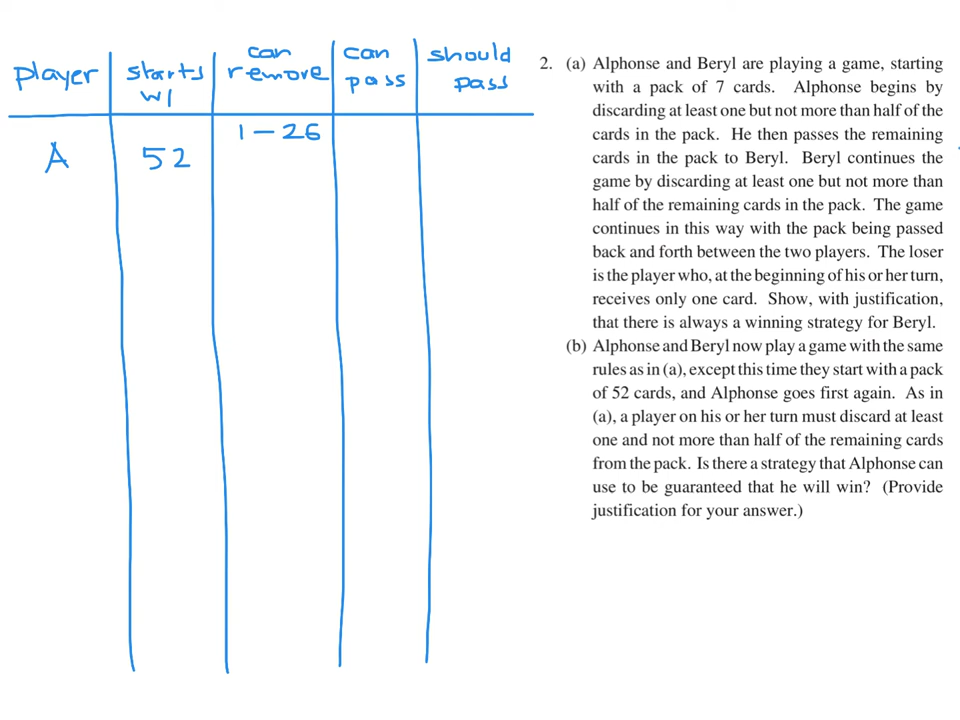 player starts w/ can remove can pass should pass
A 52 1 – 26
2. (a) Alphonse and Beryl are playing a game, starting
with a pack of 7 cards. Alphonse begins by
discarding at least one but not more than half of the
cards in the pack. He then passes the remaining
cards in the pack to Beryl. Beryl continues the
game by discarding at least one but not more than
half of the remaining cards in the pack. The game
continues in this way with the pack being passed
back and forth between the two players. The loser
is the player who, at the beginning of his or her turn,
receives only one card. Show, with justification,
that there is always a winning strategy for Beryl.
(b) Alphonse and Beryl now play a game with the same
rules as in (a), except this time they start with a pack
of 52 cards, and Alphonse goes first again. As in
(a), a player on his or her turn must discard at least
one and not more than half of the remaining cards
from the pack. Is there a strategy that Alphonse can
use to be guaranteed that he will win? (Provide
justification for your answer.)